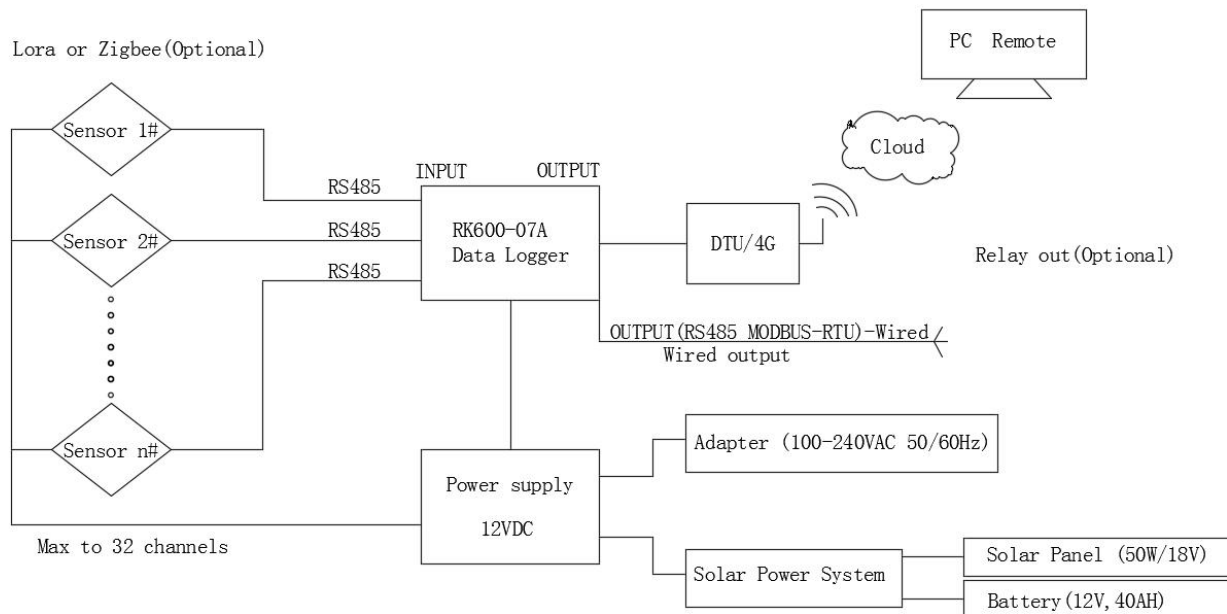 PC Remote
Lora or Zigbee(Optional)
Sensor 1#
Cloud
INPUT
OUTPUT
RS485
Sensor 2#
RS485
RK600-07A
Data Logger
DTU/4G
Relay out(Optional)
RS485
OUTPUT(RS485 MODBUS-RTU)-Wired
Wired output
Sensor n#
Adapter (100-240VAC 50/60Hz)
Power supply
12VDC
Max to 32 channels
Solar Power System
Solar Panel (50W/18V)
Battery(12V,40AH)